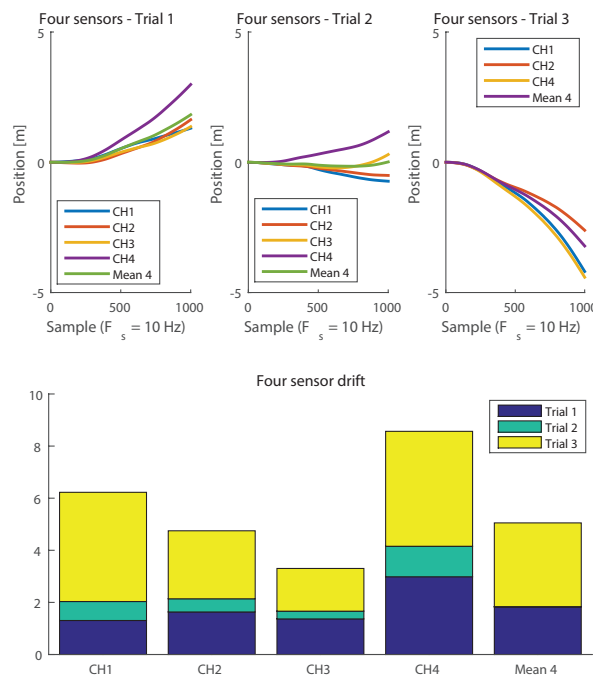 Four sensors - Trial 1
5
0
-5
Position [m]
CH1
CH2
CH3
CH4
Mean 4
0
500
1000
Sample (F s = 10 Hz)
Four sensors - Trial 2
5
0
-5
Position [m]
CH1
CH2
CH3
CH4
Mean 4
0
500
1000
Sample (F s = 10 Hz)
Four sensors - Trial 3
5
0
-5
Position [m]
CH1
CH2
CH4
Mean 4
0
500
1000
Sample (F s = 10 Hz)
Four sensor drift
10
8
6
4
2
0
Trial 1
Trial 2
Trial 3
CH1
CH2
CH3
CH4
Mean 4